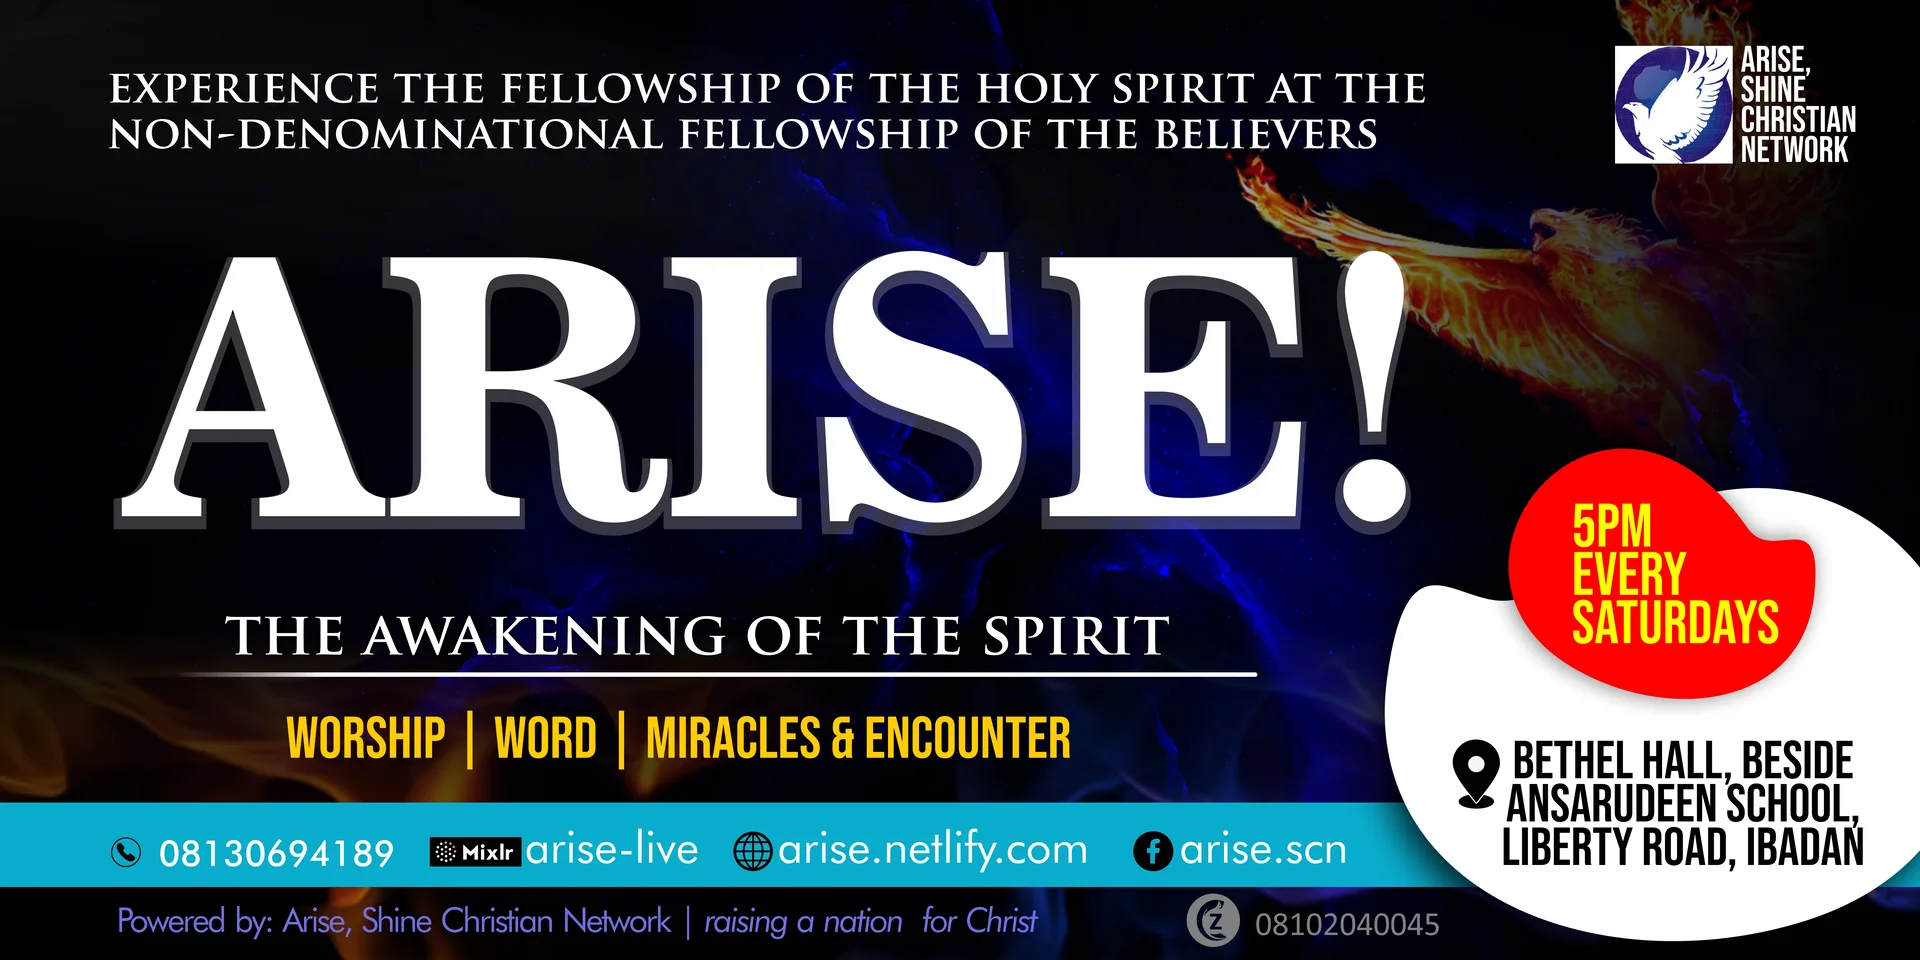 EXPERIENCE THE FELLOWSHIP OF THE HOLY SPIRIT AT THE
NON-DENOMINATIONAL FELLOWSHIP OF THE BELIEVERS
ARISE,
SHINE
CHRISTIAN
NETWORK
ARISE!
THE AWAKENING OF THE SPIRIT
WORSHIP | WORD | MIRACLES & ENCOUNTER
5PM
EVERY
SATURDAYS
BETHEL HALL, BESIDE
ANSARUDEEN SCHOOL,
LIBERTY ROAD, IBADAN
08130694189 Mixlr arise-live arise.netlify.com arise.scn
Powered by: Arise, Shine Christian Network | raising a nation for Christ
Z 08102040045